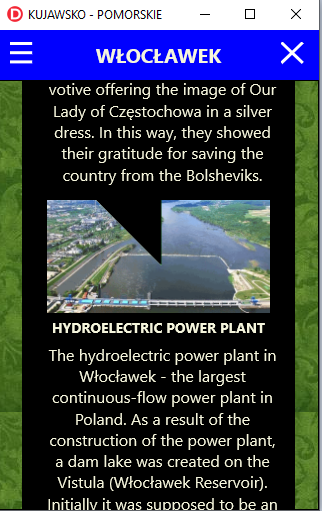 KUJAWSKO - POMORSKIE
WŁOCŁAWEK
votive offering the image of Our
Lady of Częstochowa in a silver
dress. In this way, they showed
their gratitude for saving the
country from the Bolsheviks.
HYDROELECTRIC POWER PLANT
The hydroelectric power plant in
Włocławek - the largest
continuous-flow power plant in
Poland. As a result of the
construction of the power plant,
a dam lake was created on the
Vistula (Włocławek Reservoir).
Initially it was supposed to be an